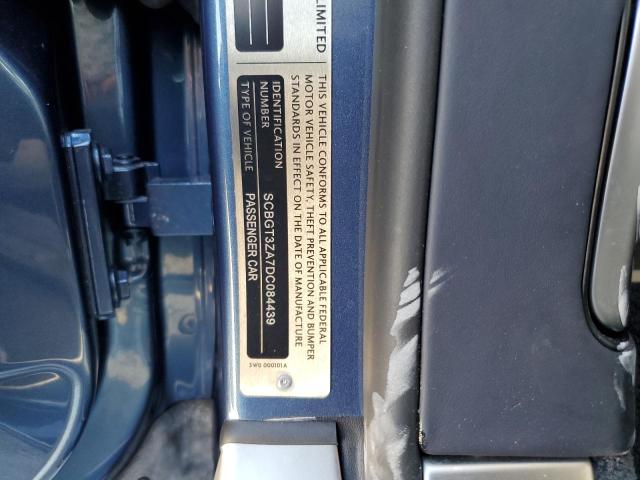 LIMITED
THIS VEHICLE CONFORMS TO ALL APPLICABLE FEDERAL
MOTOR VEHICLE SAFETY, THEFT PREVENTION AND BUMPER
STANDARDS IN EFFECT ON THE DATE OF MANUFACTURE
IDENTIFICATION
NUMBER SCBGT3ZA7DC084439
TYPE OF VEHICLE PASSENGER CAR
3W0 000101A